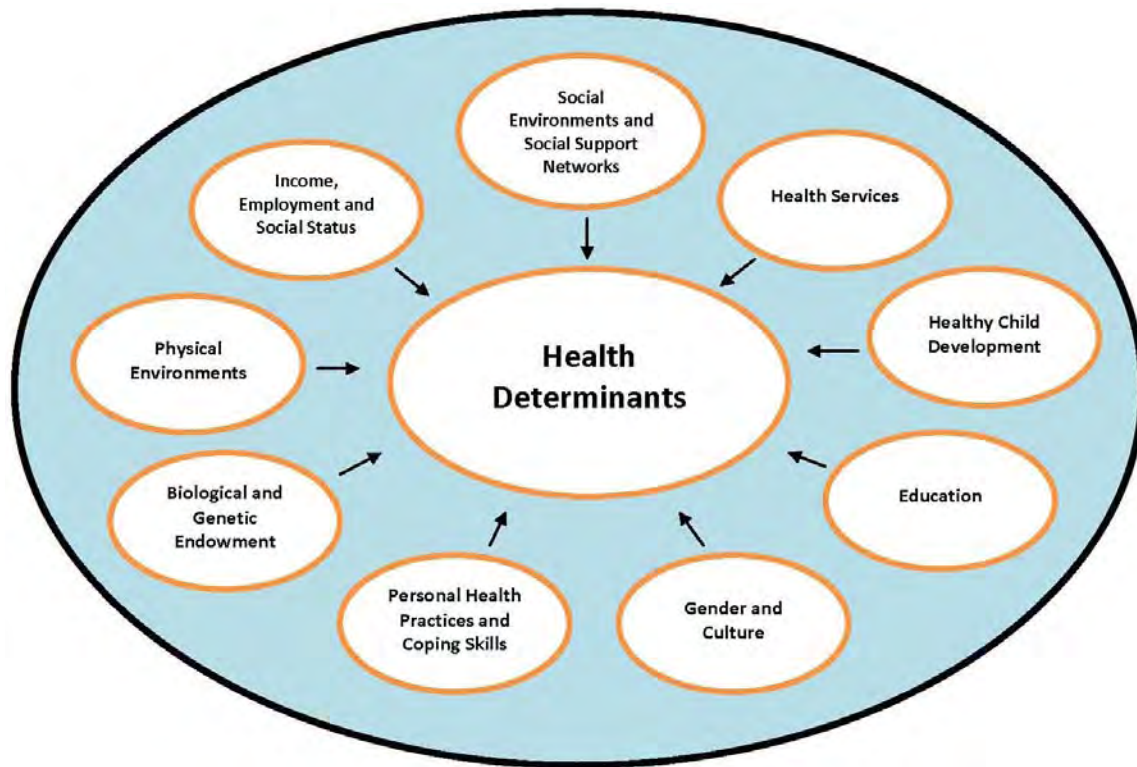 Social
Environments and
Social Support
Networks
Income,
Employment and
Social Status
Health Services
Physical
Environments
Health
Determinants
Healthy Child
Development
Biological and
Genetic
Endowment
Education
Personal Health
Practices and
Coping Skills
Gender and
Culture